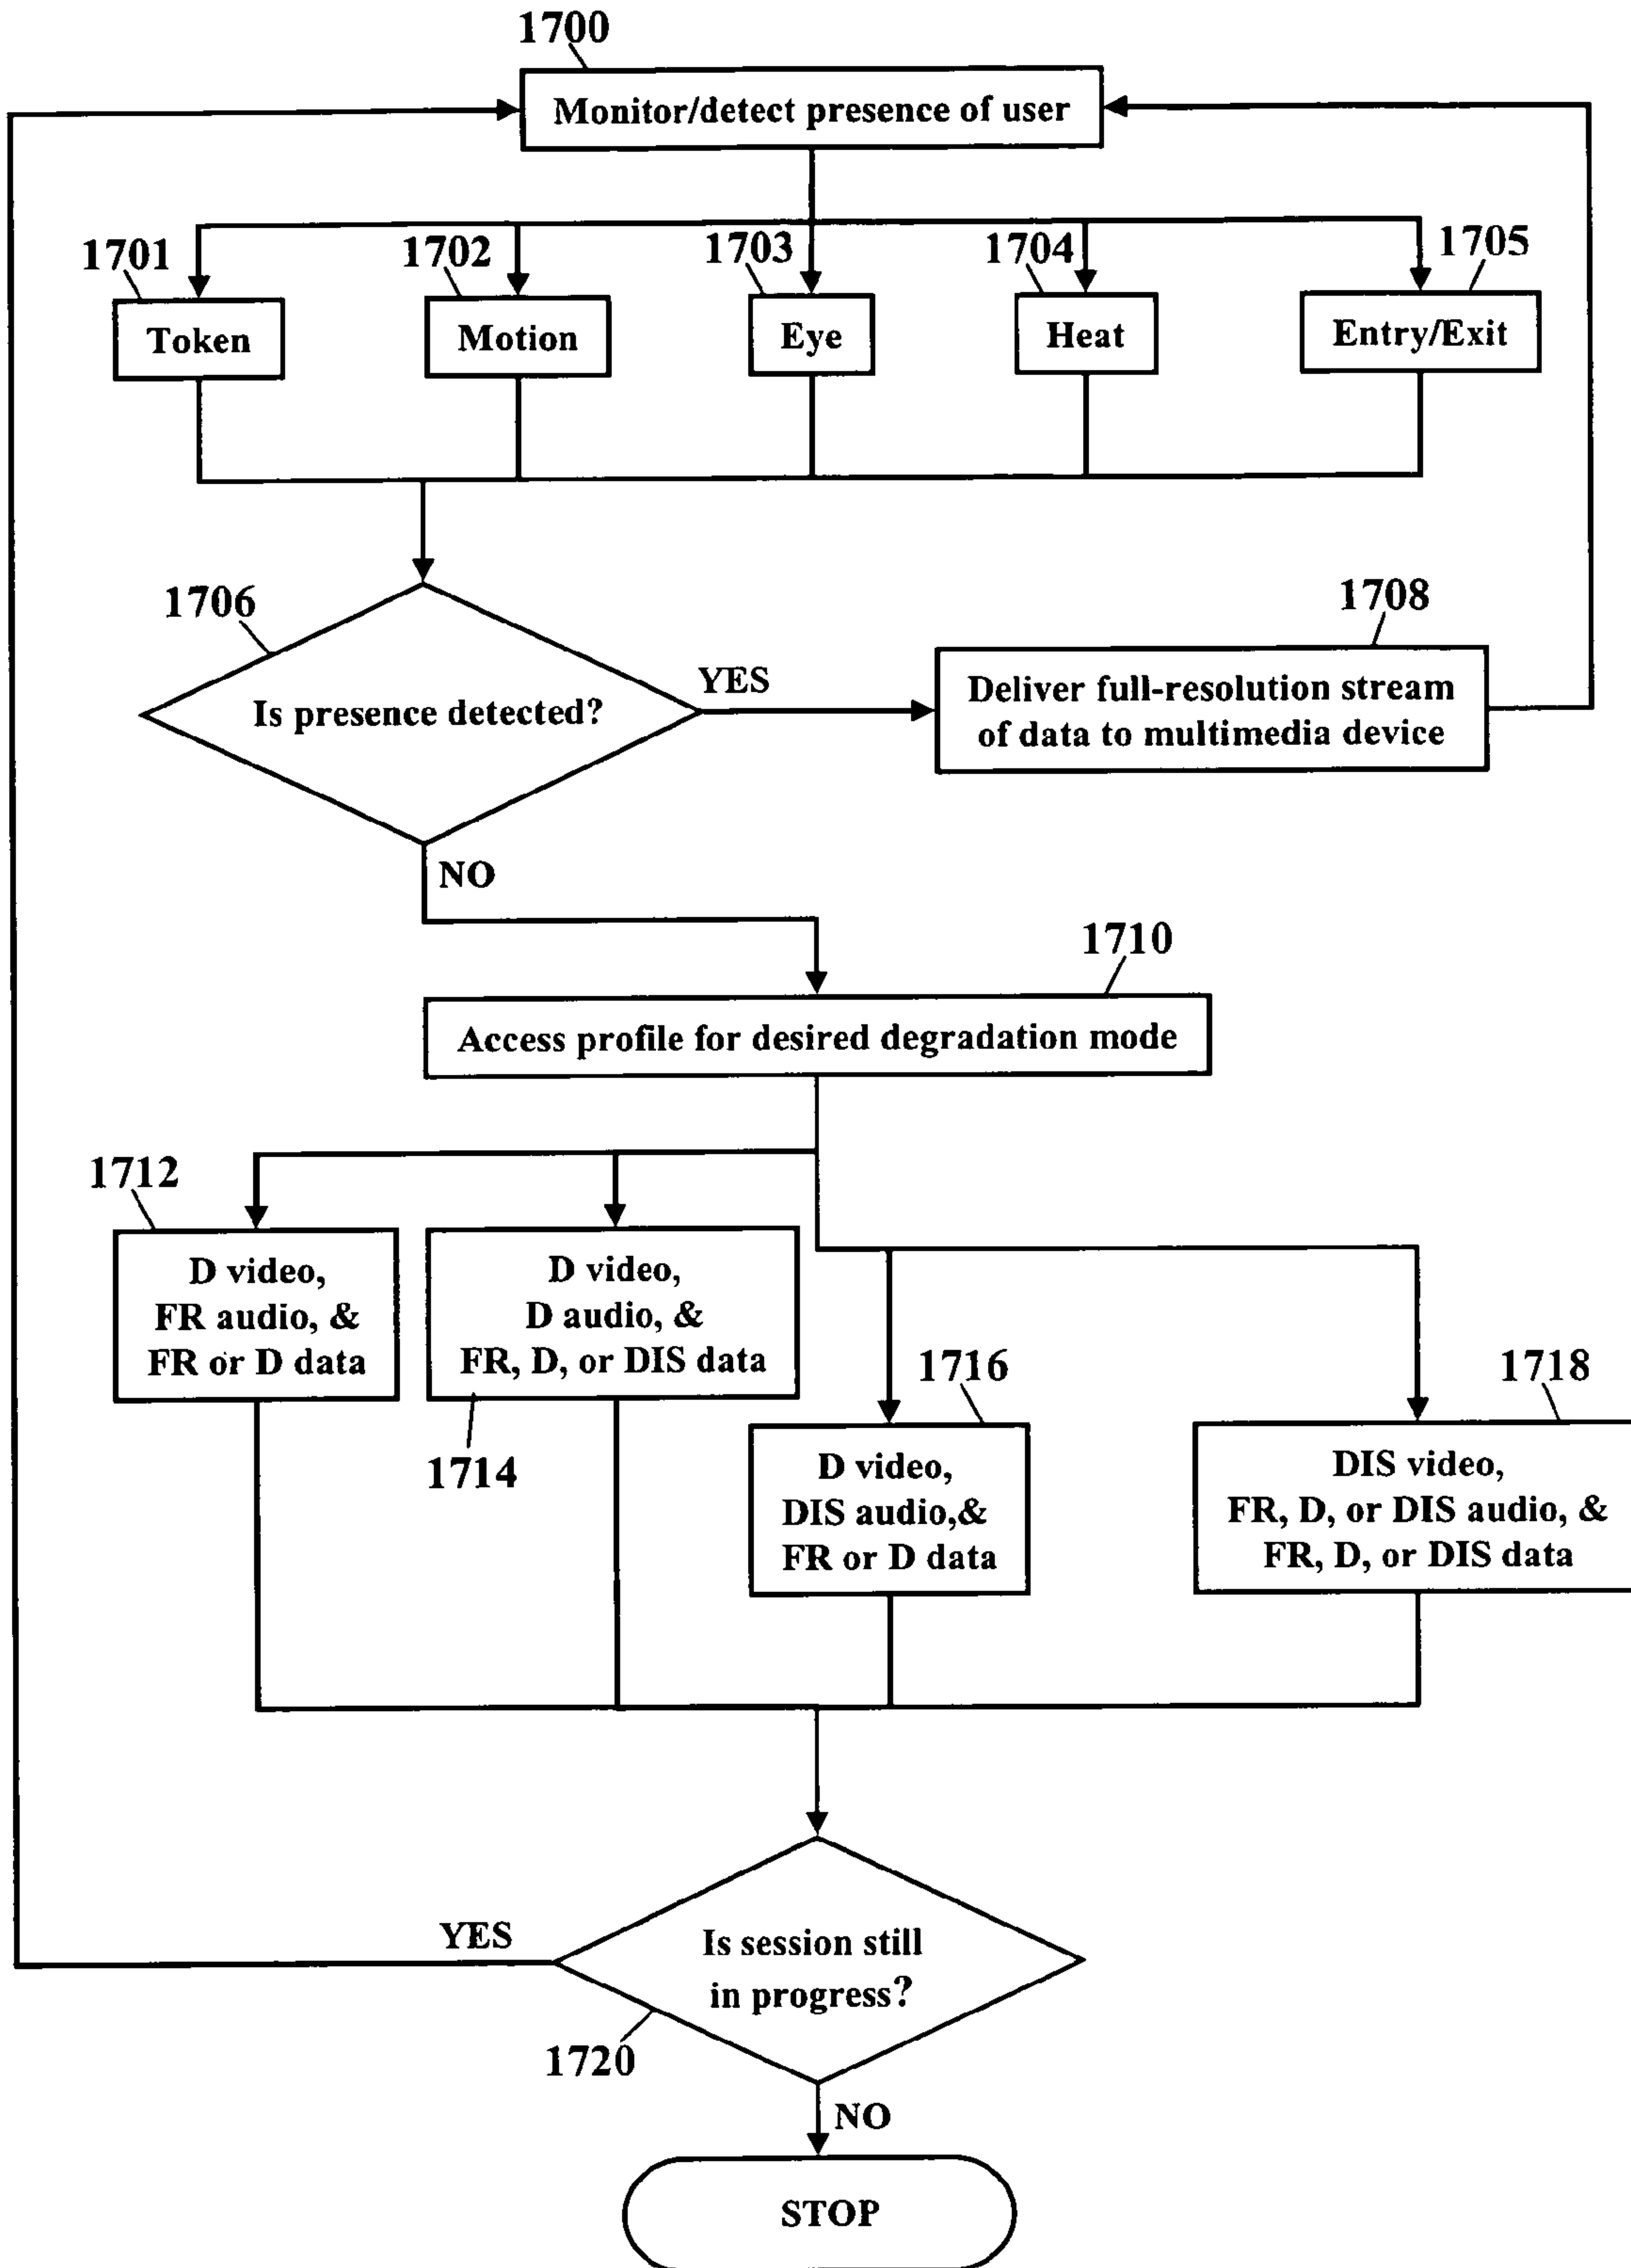 1700
Monitor/detect presence of user
1701
1702
1703
1704
1705
Token
Motion
Eye
Heat
Entry/Exit
1706
1708
Is presence detected?
YES
Deliver full-resolution stream
of data to multimedia device
NO
1710
Access profile for desired degradation mode
1712
D video,
FR audio, &
FR or D data
D video,
D audio, &
FR, D, or DIS data
1714
1716
D video,
DIS audio,&
FR or D data
1718
DIS video,
FR, D, or DIS audio, &
FR, D, or DIS data
YES
Is session still
in progress?
1720
NO
STOP